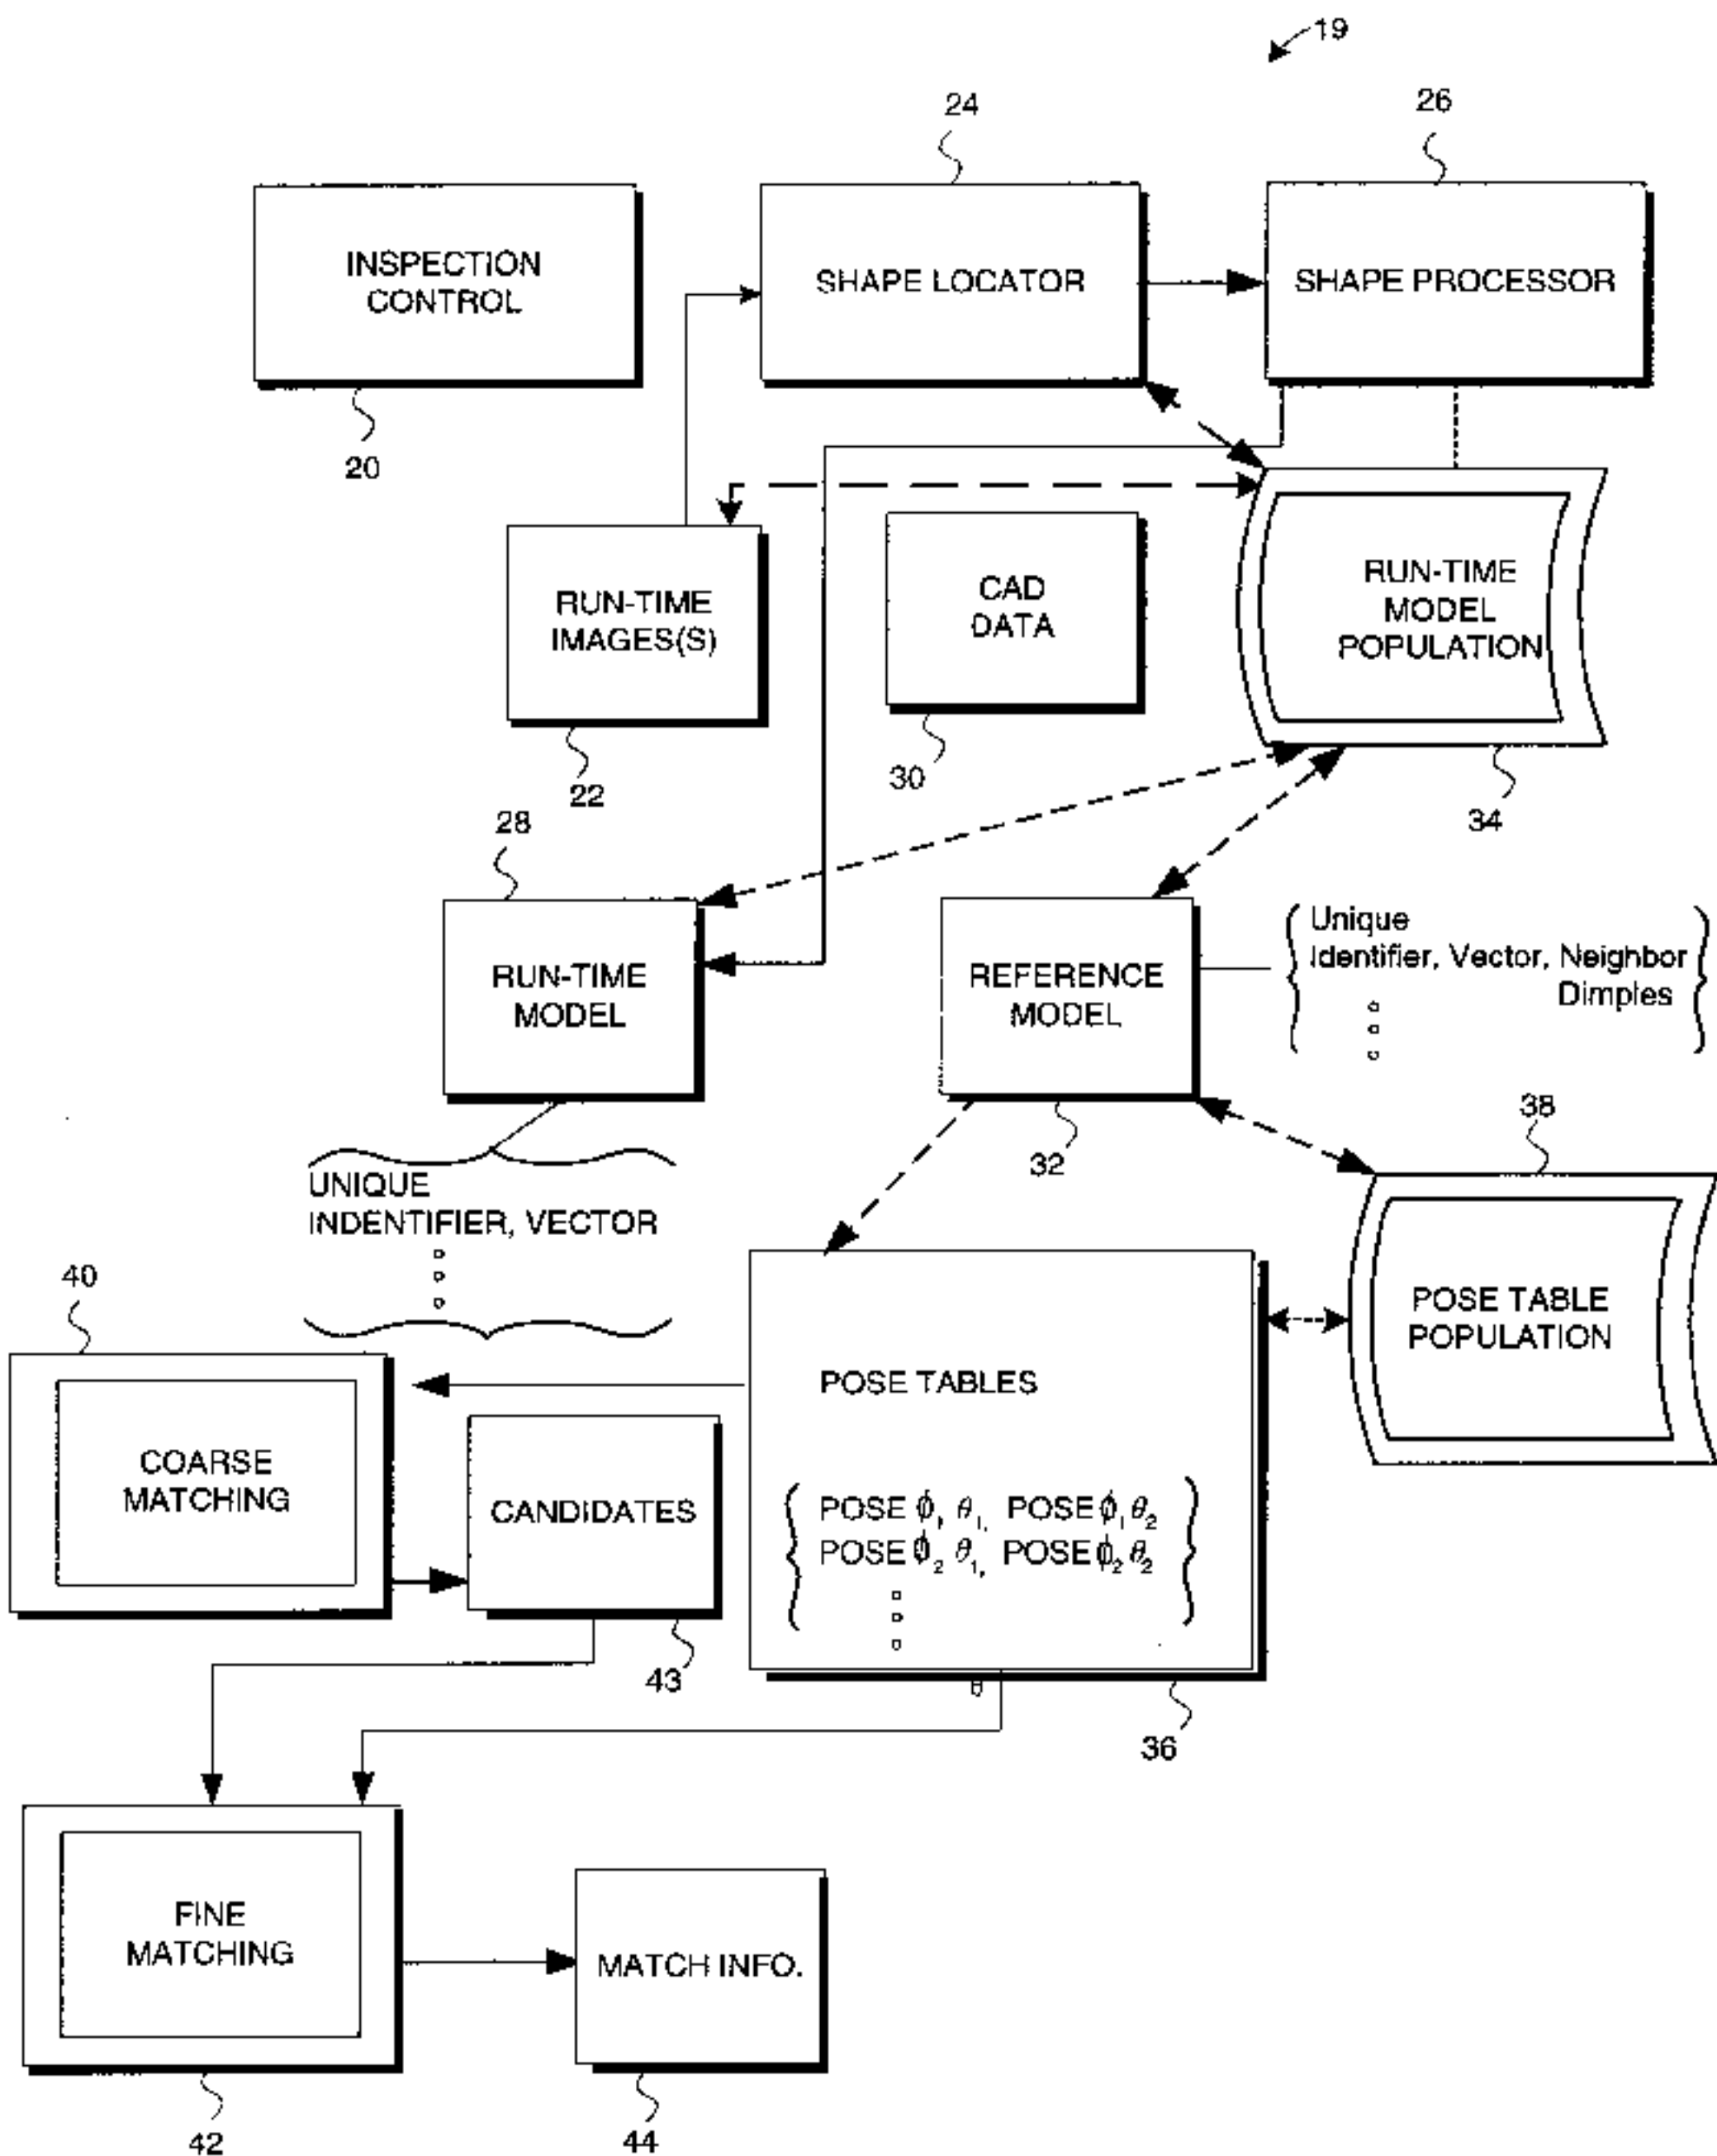 19
24
26
INSPECTION
CONTROL
SHAPE LOCATOR
SHAPE PROCESSOR
20
RUN-TIME
IMAGES(S)
CAD
DATA
RUN-TIME
MODEL
POPULATION
22
30
34
28
RUN-TIME
MODEL
REFERENCE
MODEL
Unique
Identifier, Vector, Neighbor
Dimples
32
38
UNIQUE
INDENTIFIER, VECTOR
40
POSE TABLE
POPULATION
POSE TABLES
COARSE
MATCHING
CANDIDATES
POSE ϕ₁ θ₁, POSE ϕ₁ θ₂
POSE ϕ₂ θ₁, POSE ϕ₂ θ₂
43
θ
36
FINE
MATCHING
MATCH INFO.
42
44